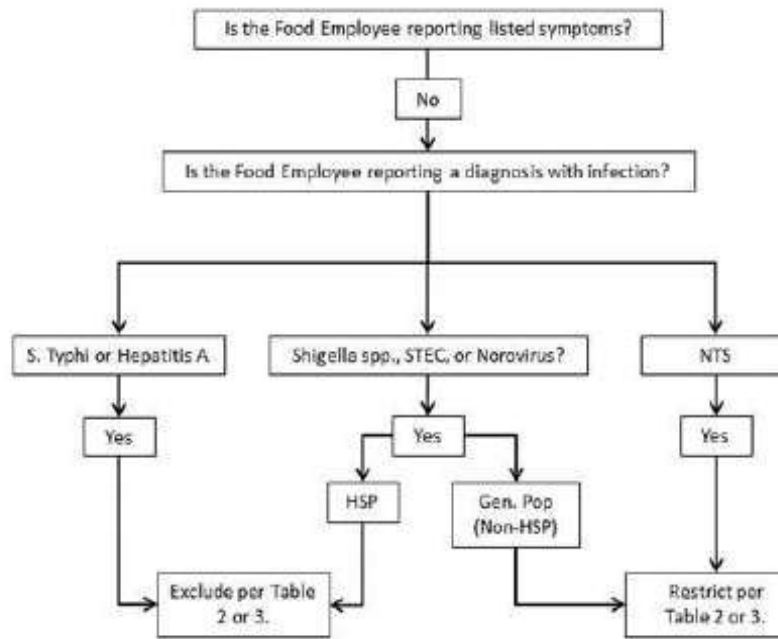 Is the Food Employee reporting listed symptoms?
No
Is the Food Employee reporting a diagnosis with infection?
S. Typhi or Hepatitis A
Shigella spp., STEC, or Norovirus?
NTS
Yes
Yes
Yes
HSP
Gen. Pop
(Non-HSP)
Exclude per Table
2 or 3.
Restrict per
Table 2 or 3.